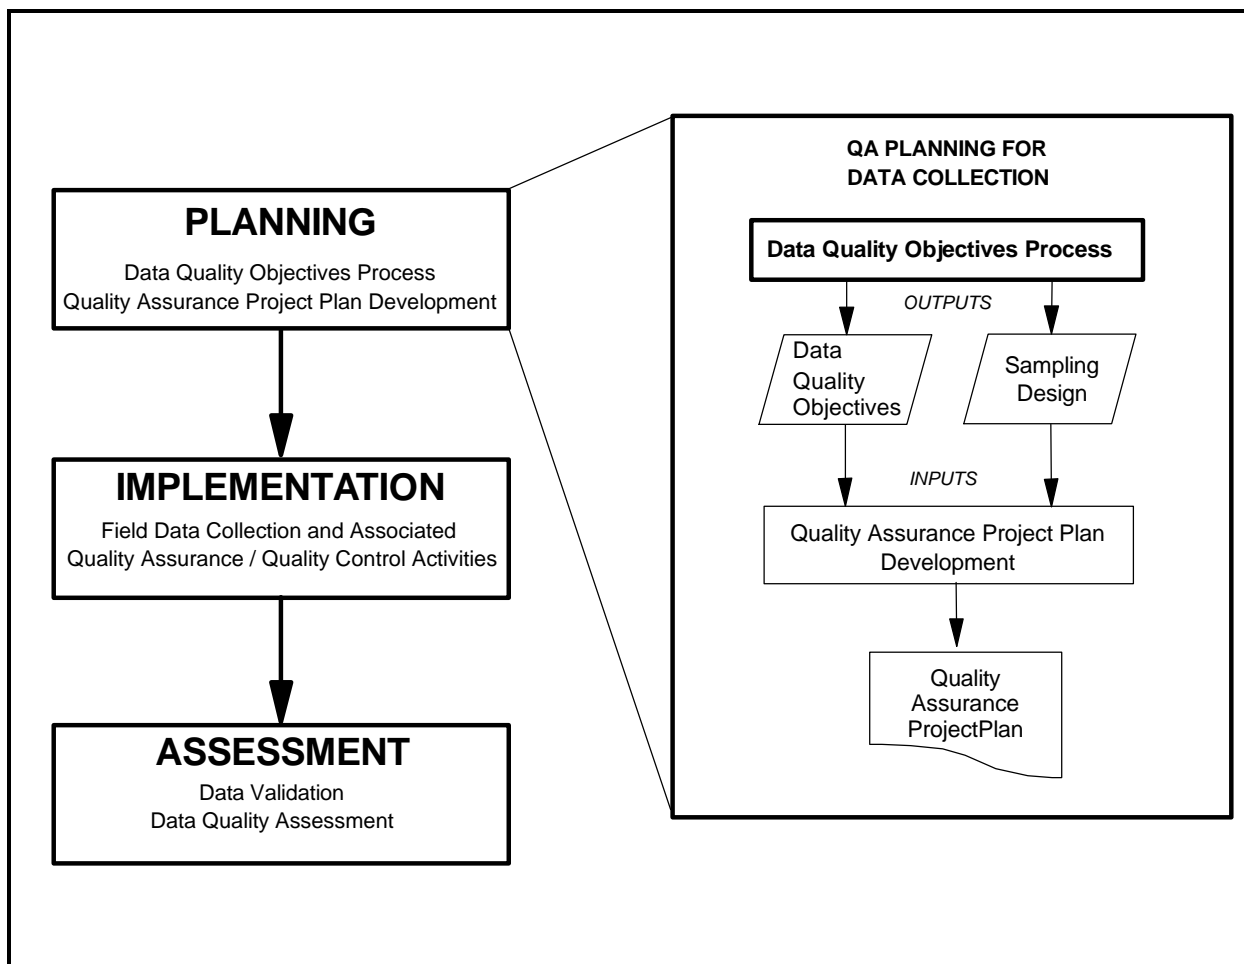 PLANNING
Data Quality Objectives Process
Quality Assurance Project Plan Development
IMPLEMENTATION
Field Data Collection and Associated
Quality Assurance / Quality Control Activities
ASSESSMENT
Data Validation
Data Quality Assessment
QA PLANNING FOR
DATA COLLECTION
Data Quality Objectives Process
OUTPUTS
Data
Quality
Objectives
Sampling
Design
INPUTS
Quality Assurance Project Plan
Development
Quality
Assurance
ProjectPlan